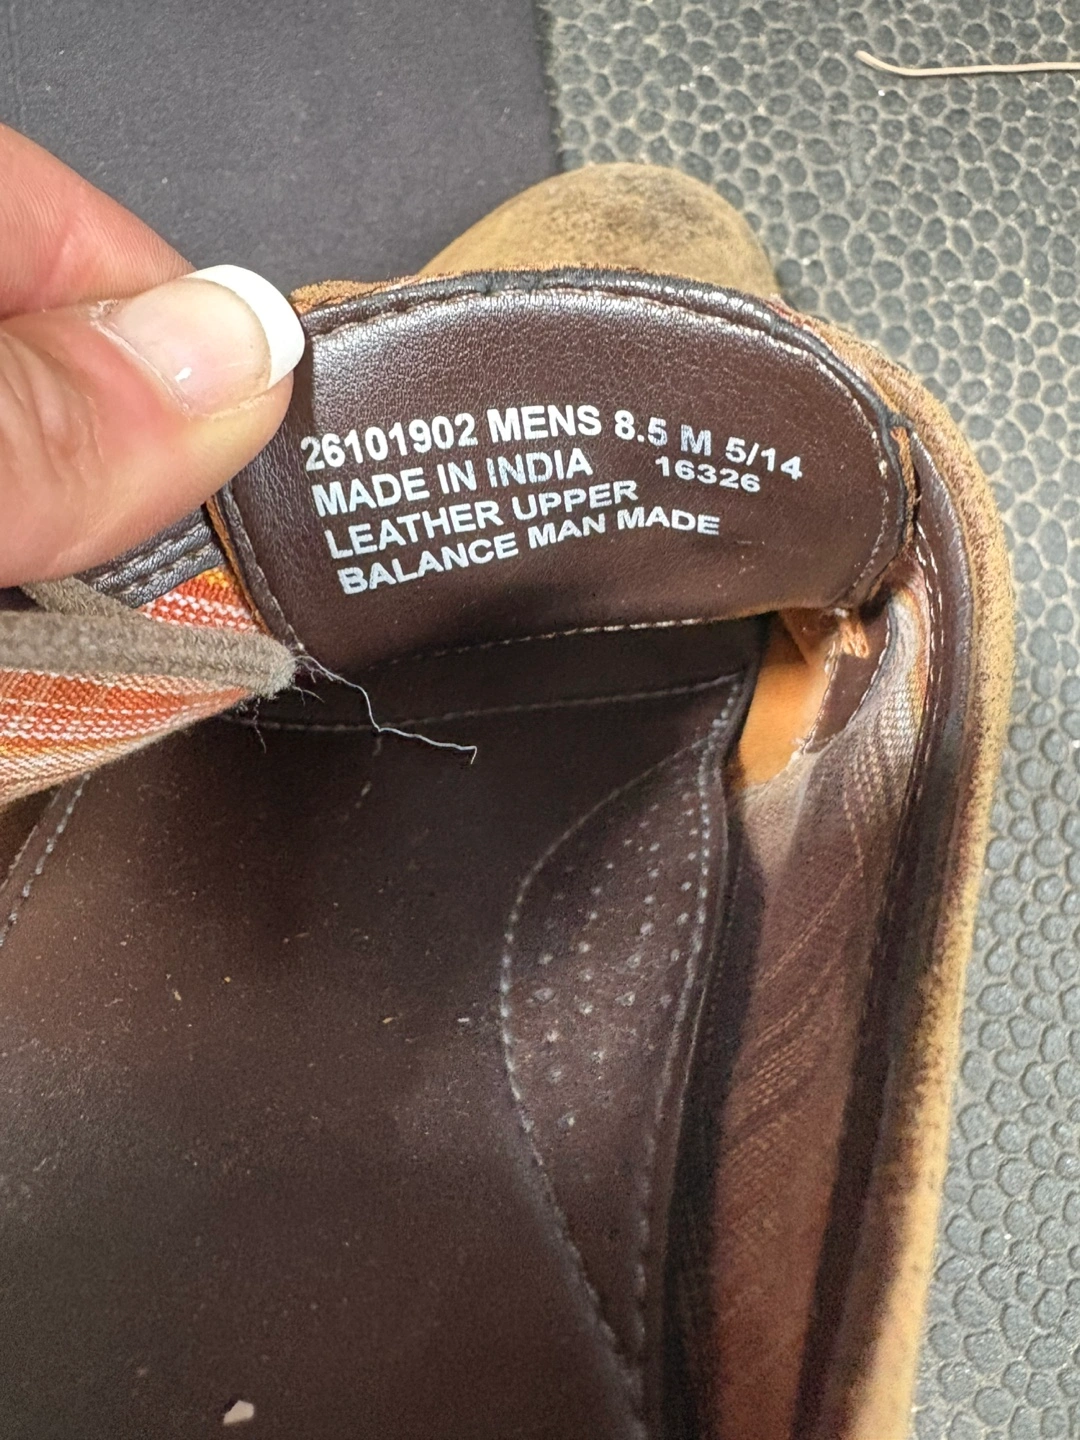 26101902 MENS 8.5 M 5/14
MADE IN INDIA 16326
LEATHER UPPER
BALANCE MAN MADE